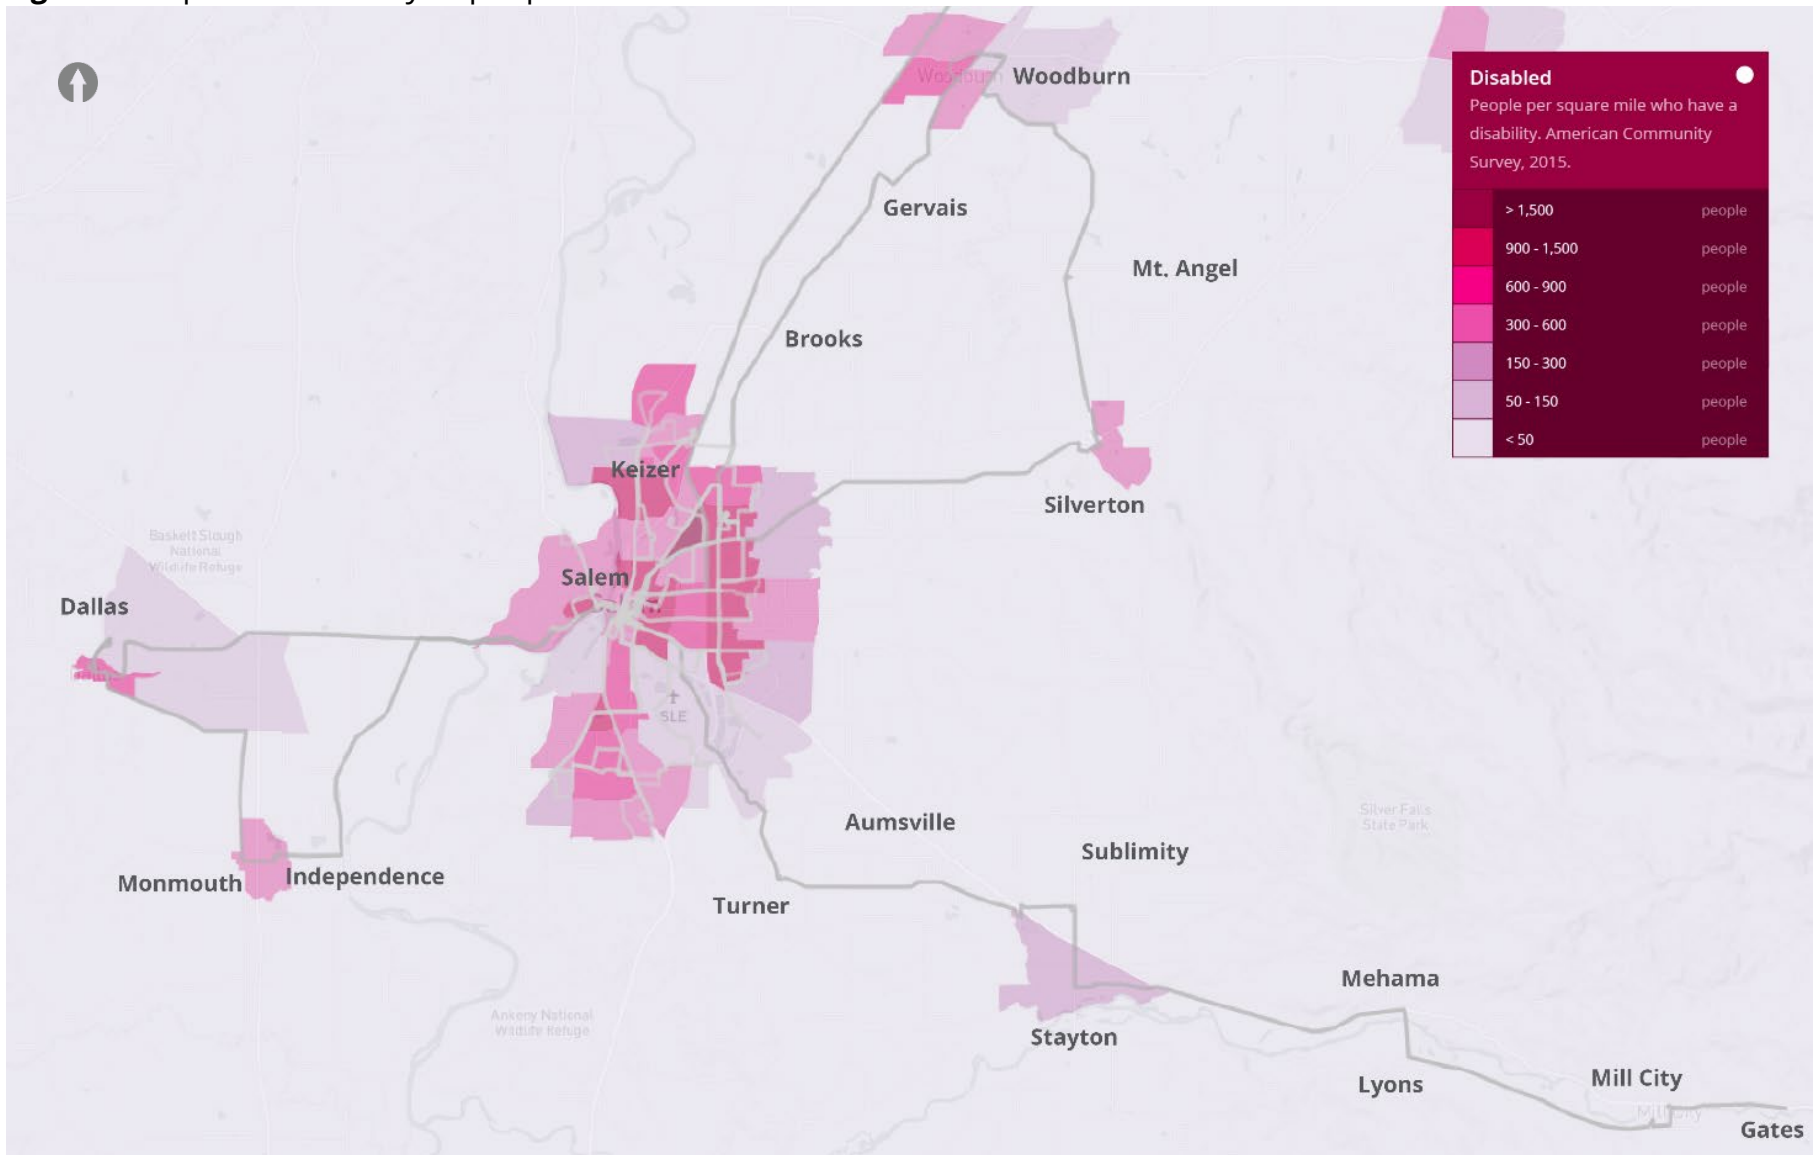 Woodburn
Woodburn
Disabled
People per square mile who have a
disability. American Community
Survey, 2015.
> 1,500 people
900 - 1,500 people
600 - 900 people
300 - 600 people
150 - 300 people
50 - 150 people
< 50 people
Gervais
Mt. Angel
Brooks
Keizer
Silverton
Baskett Slough
National
Wildlife Refuge
Salem
Dallas
SLE
Silver Falls
State Park
Aumsville
Sublimity
Monmouth
Independence
Turner
Mehama
Ankeny National
Wildlife Refuge
Stayton
Lyons
Mill City
Mill City
Gates